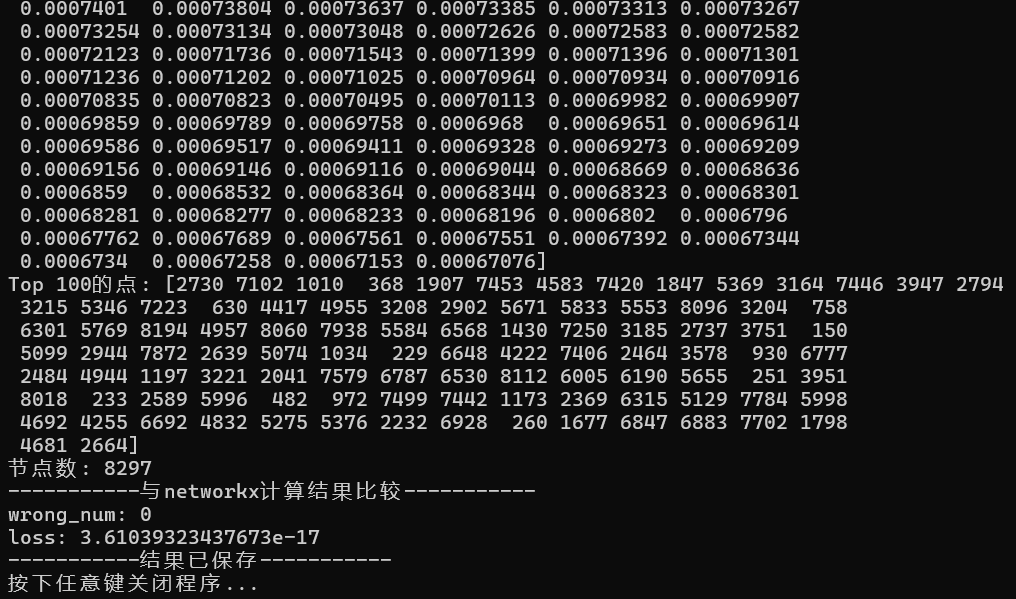 0.0007401  0.00073804 0.00073637 0.00073385 0.00073313 0.00073267
0.00073254 0.00073134 0.00073048 0.00072626 0.00072583 0.00072582
0.00072123 0.00071736 0.00071543 0.00071399 0.00071396 0.00071301
0.00071236 0.00071202 0.00071025 0.00070964 0.00070934 0.00070916
0.00070835 0.00070823 0.00070495 0.00070113 0.00069982 0.00069907
0.00069859 0.00069789 0.00069758 0.0006968  0.00069651 0.00069614
0.00069586 0.00069517 0.00069411 0.00069328 0.00069273 0.00069209
0.00069156 0.00069146 0.00069116 0.00069044 0.00068669 0.00068636
0.0006859  0.00068532 0.00068364 0.00068344 0.00068323 0.00068301
0.00068281 0.00068277 0.00068233 0.00068196 0.0006802  0.0006796
0.00067762 0.00067689 0.00067561 0.00067551 0.00067392 0.00067344
0.0006734  0.00067258 0.00067153 0.00067076]
Top 100的点: [2730 7102 1010  368 1907 7453 4583 7420 1847 5369 3164 7446 3947 2794
3215 5346 7223  630 4417 4955 3208 2902 5671 5833 5553 8096 3204  758
6301 5769 8194 4957 8060 7938 5584 6568 1430 7250 3185 2737 3751  150
5099 2944 7872 2639 5074 1034  229 6648 4222 7406 2464 3578  930 6777
2484 4944 1197 3221 2041 7579 6787 6530 8112 6005 6190 5655  251 3951
8018  233 2589 5996  482  972 7499 7442 1173 2369 6315 5129 7784 5998
4692 4255 6692 4832 5275 5376 2232 6928  260 1677 6847 6883 7702 1798
4681 2664]
节点数: 8297
-----------与networkx计算结果比较-----------
wrong_num: 0
loss: 3.61039323437673e-17
-----------结果已保存-----------
按下任意键关闭程序...